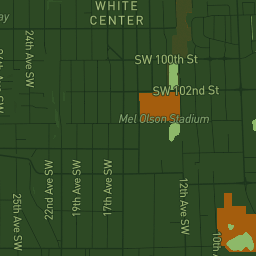 WHITE
CENTER
24th Ave SW
SW 100th St
SW 102nd St
Mel Olson Stadium
25th Ave SW
22nd Ave SW
19th Ave SW
17th Ave SW
12th Ave SW